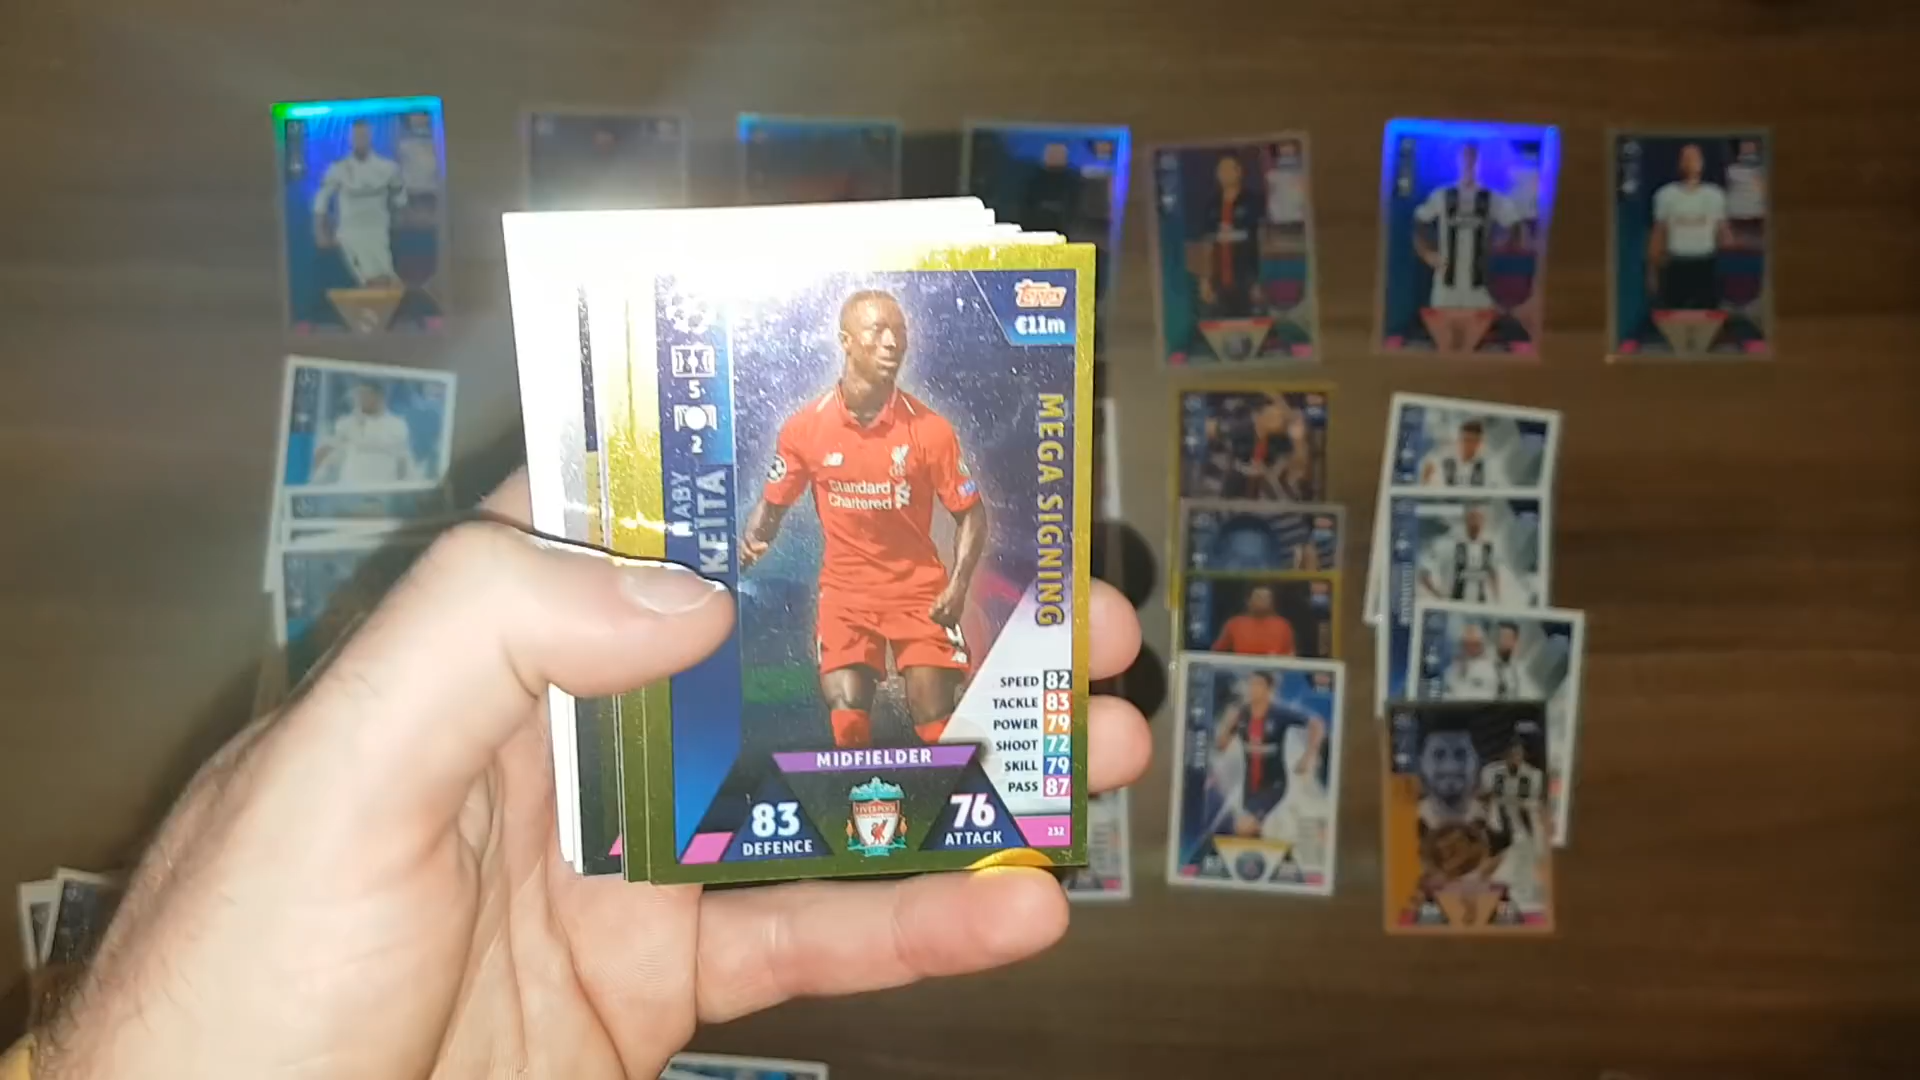 Topps
€11m
5
2
NABY
KEITA
MEGA SIGNING
Standard
Chartered
SPEED 82
TACKLE 83
POWER 79
SHOOT 72
SKILL 79
PASS 87
MIDFIELDER
83
DEFENCE
76
ATTACK
232